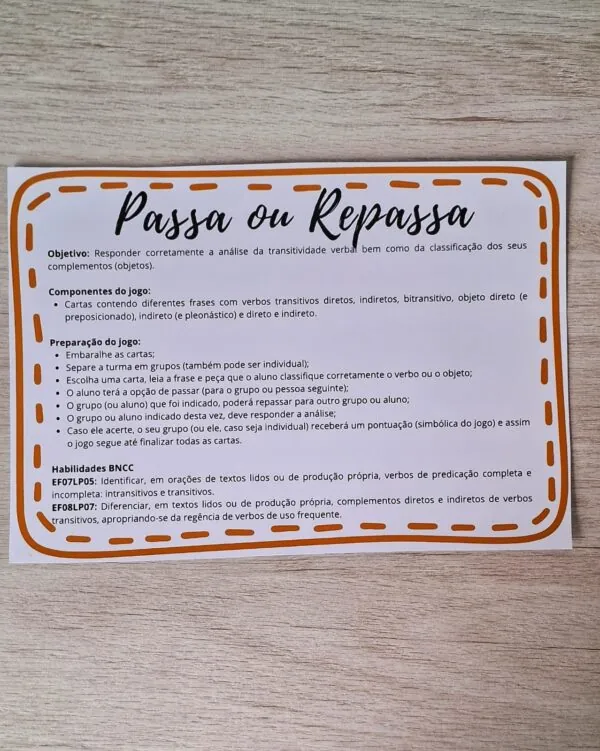 Passa ou Repassa
Objetivo: Responder corretamente a análise da transitividade verbal bem como da classificação dos seus
complementos (objetos).
Componentes do jogo:
• Cartas contendo diferentes frases com verbos transitivos diretos, indiretos, bitransitivo, objeto direto (e
preposicionado), indireto (e pleonástico) e direto e indireto.
Preparação do jogo:
• Embaralhe as cartas;
• Separe a turma em grupos (também pode ser individual);
• Escolha uma carta, leia a frase e peça que o aluno classifique corretamente o verbo ou o objeto;
• O aluno terá a opção de passar (para o grupo ou pessoa seguinte);
• O grupo (ou aluno) que foi indicado, poderá repassar para outro grupo ou aluno;
• O grupo ou aluno indicado desta vez, deve responder a análise;
• Caso ele acerte, o seu grupo (ou ele, caso seja individual) receberá um pontuação (simbólica do jogo) e assim
o jogo segue até finalizar todas as cartas.
Habilidades BNCC
EF07LP05: Identificar, em orações de textos lidos ou de produção própria, verbos de predicação completa e
incompleta: intransitivos e transitivos.
EF08LP07: Diferenciar, em textos lidos ou de produção própria, complementos diretos e indiretos de verbos
transitivos, apropriando-se da regência de verbos de uso frequente.